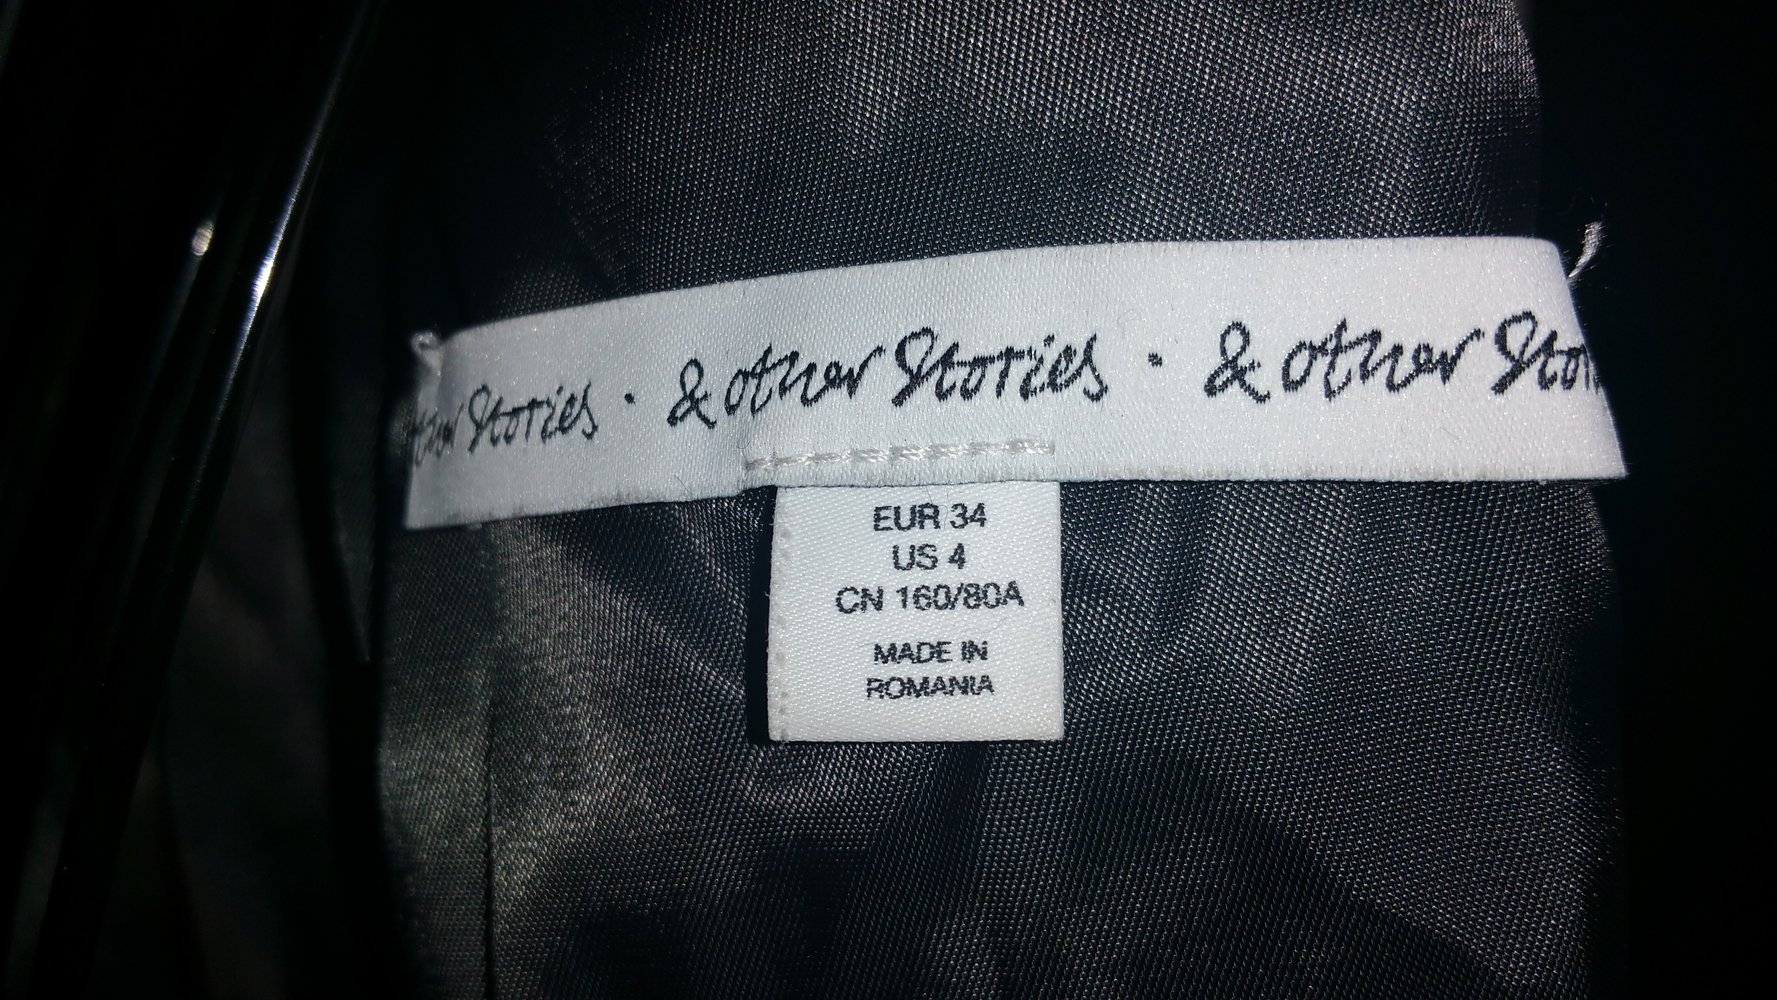 other Stories · & other Stories · & other Stor
EUR 34
US 4
CN 160/80A
MADE IN
ROMANIA